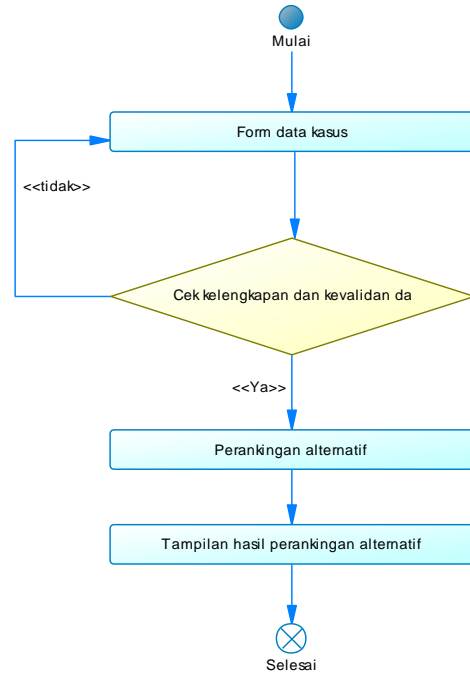 Mulai
Form data kasus
<<tidak>>
Cek kelengkapan dan kevalidan da
<<Ya>>
Perankingan alternatif
Tampilan hasil perankingan alternatif
Selesai